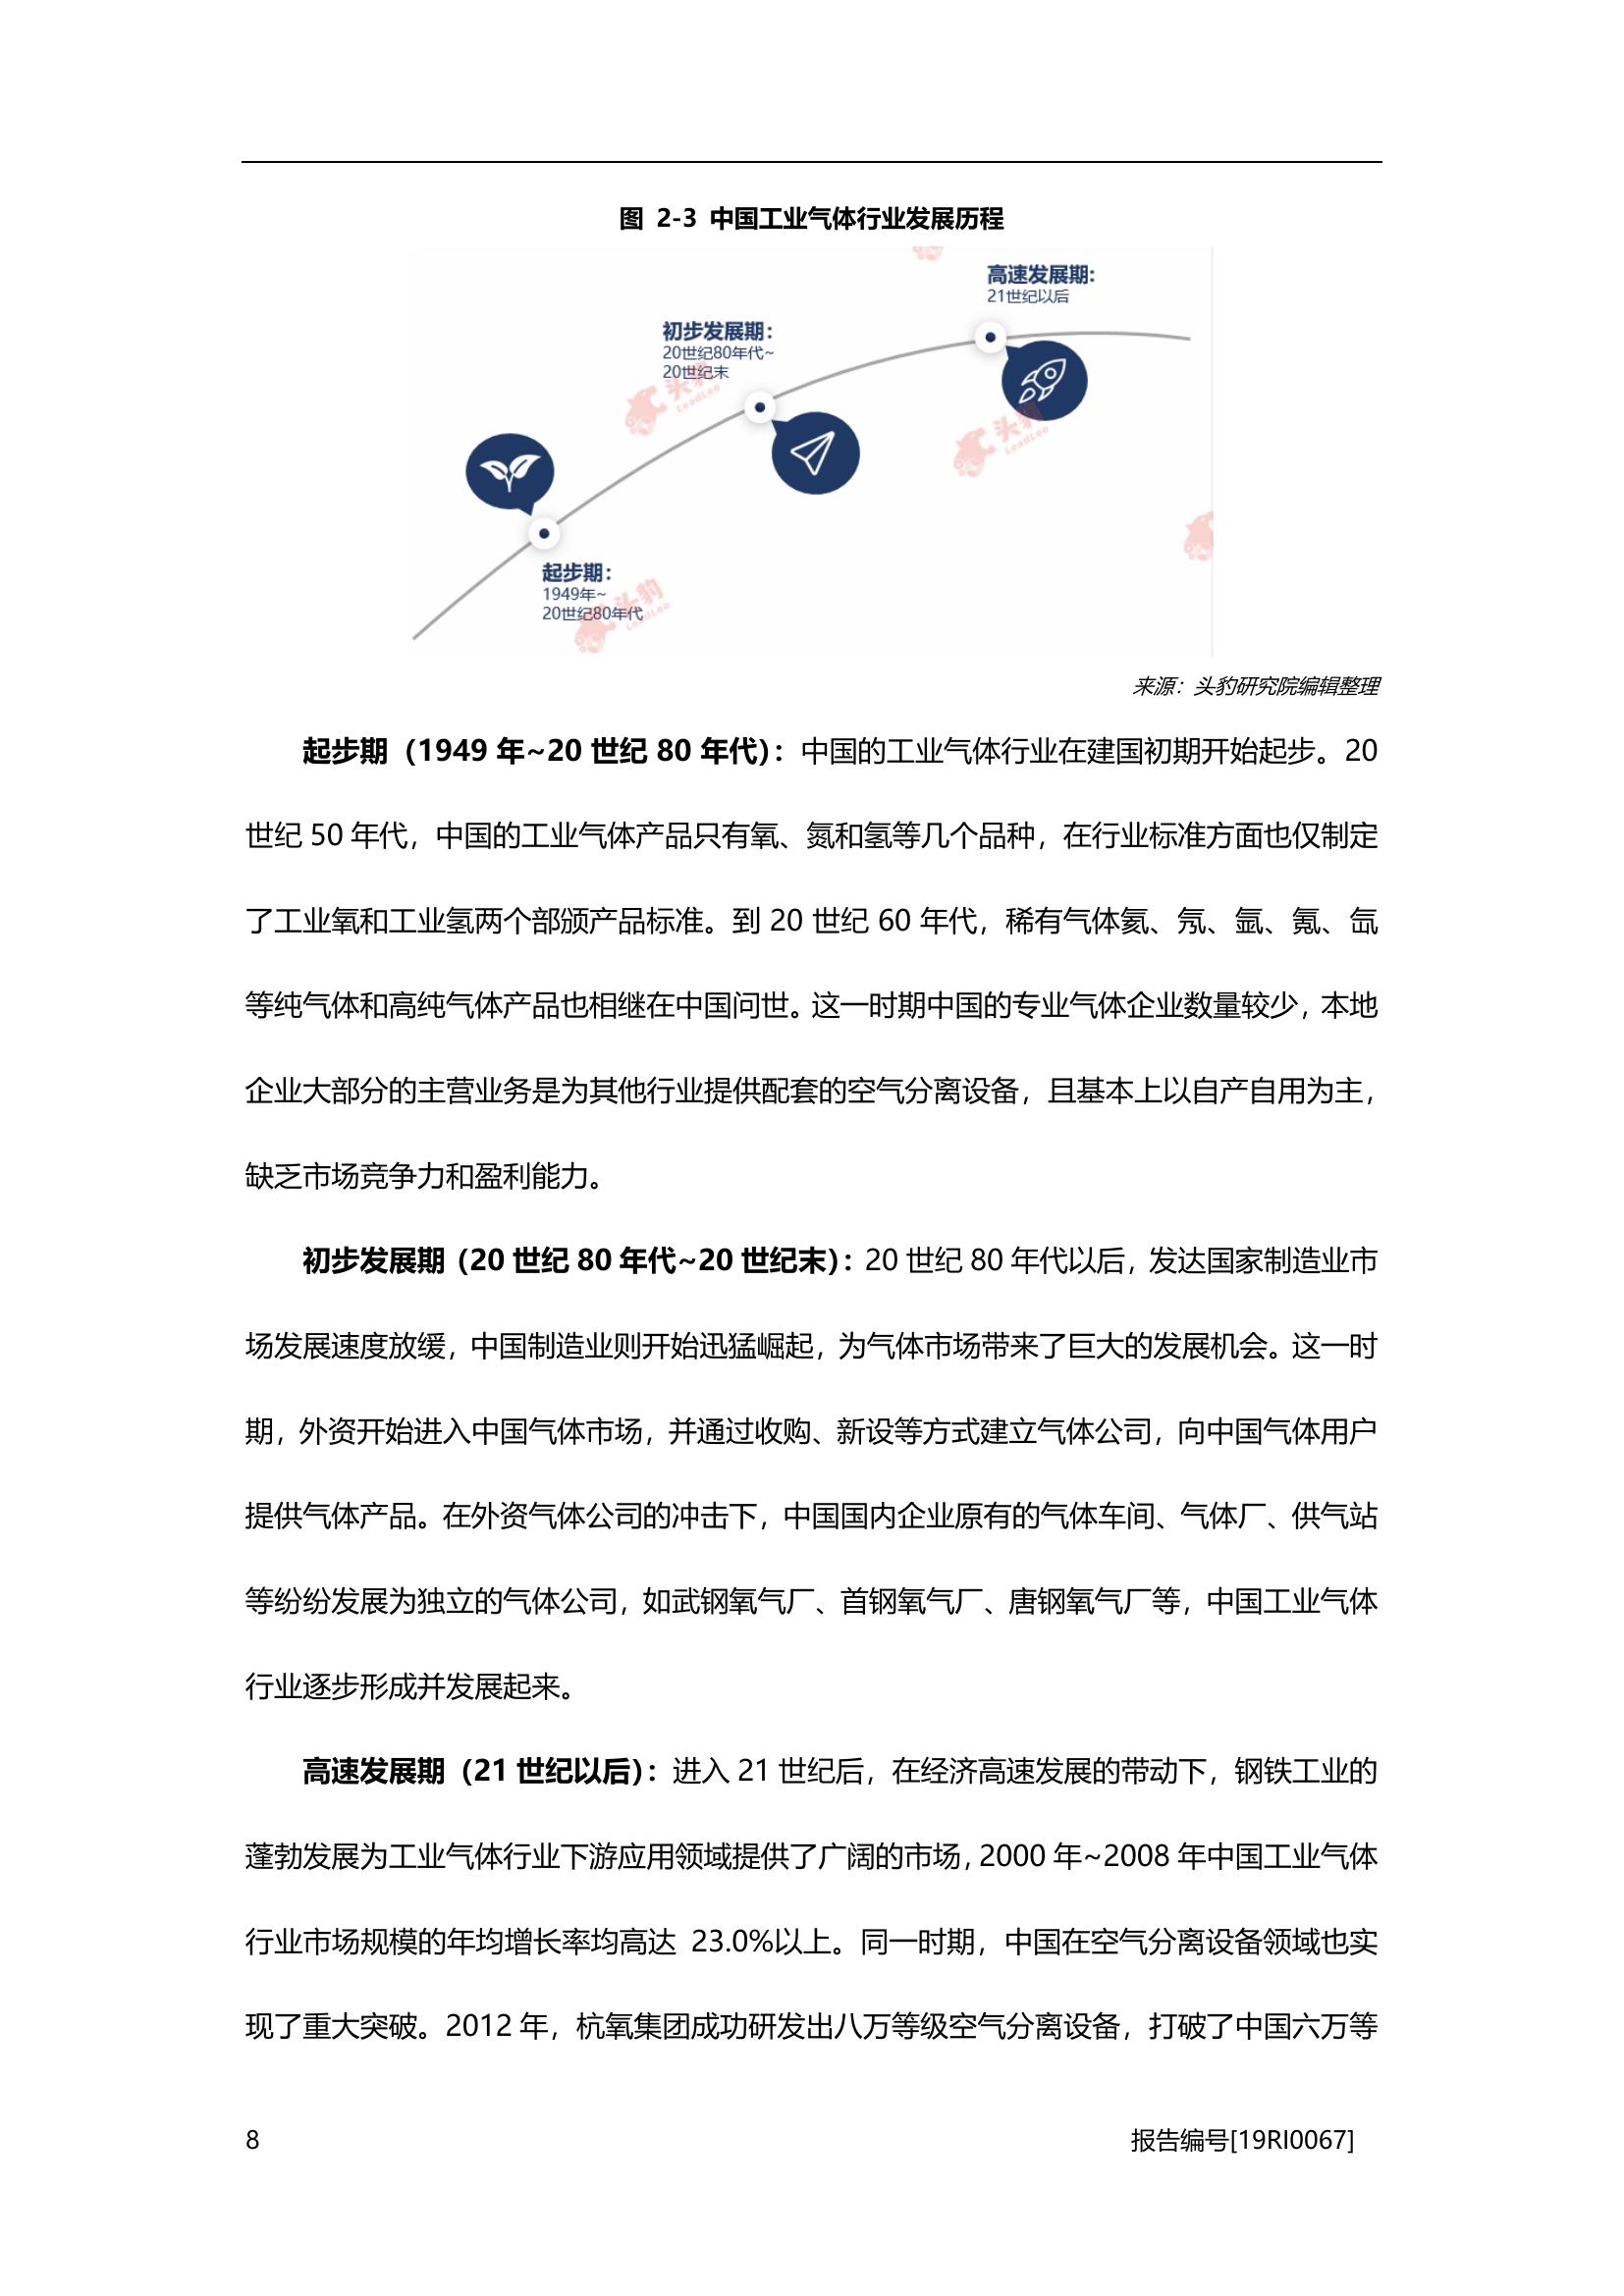 图 2-3 中国工业气体行业发展历程
高速发展期:
21世纪以后
初步发展期:
20世纪80年代~
20世纪末
头豹
LeadLeo
头豹
LeadLeo
起步期:
1949年~
20世纪80年代
头豹
LeadLeo
来源：头豹研究院编辑整理
起步期（1949 年~20 世纪 80 年代）：中国的工业气体行业在建国初期开始起步。20
世纪 50 年代，中国的工业气体产品只有氧、氮和氢等几个品种，在行业标准方面也仅制定
了工业氧和工业氢两个部颁产品标准。到 20 世纪 60 年代，稀有气体氦、氖、氩、氪、氙
等纯气体和高纯气体产品也相继在中国问世。这一时期中国的专业气体企业数量较少，本地
企业大部分的主营业务是为其他行业提供配套的空气分离设备，且基本上以自产自用为主，
缺乏市场竞争力和盈利能力。
初步发展期（20 世纪 80 年代~20 世纪末）：20 世纪 80 年代以后，发达国家制造业市
场发展速度放缓，中国制造业则开始迅猛崛起，为气体市场带来了巨大的发展机会。这一时
期，外资开始进入中国气体市场，并通过收购、新设等方式建立气体公司，向中国气体用户
提供气体产品。在外资气体公司的冲击下，中国国内企业原有的气体车间、气体厂、供气站
等纷纷发展为独立的气体公司，如武钢氧气厂、首钢氧气厂、唐钢氧气厂等，中国工业气体
行业逐步形成并发展起来。
高速发展期（21 世纪以后）：进入 21 世纪后，在经济高速发展的带动下，钢铁工业的
蓬勃发展为工业气体行业下游应用领域提供了广阔的市场，2000 年~2008 年中国工业气体
行业市场规模的年均增长率均高达 23.0%以上。同一时期，中国在空气分离设备领域也实
现了重大突破。2012 年，杭氧集团成功研发出八万等级空气分离设备，打破了中国六万等
8
报告编号[19RI0067]